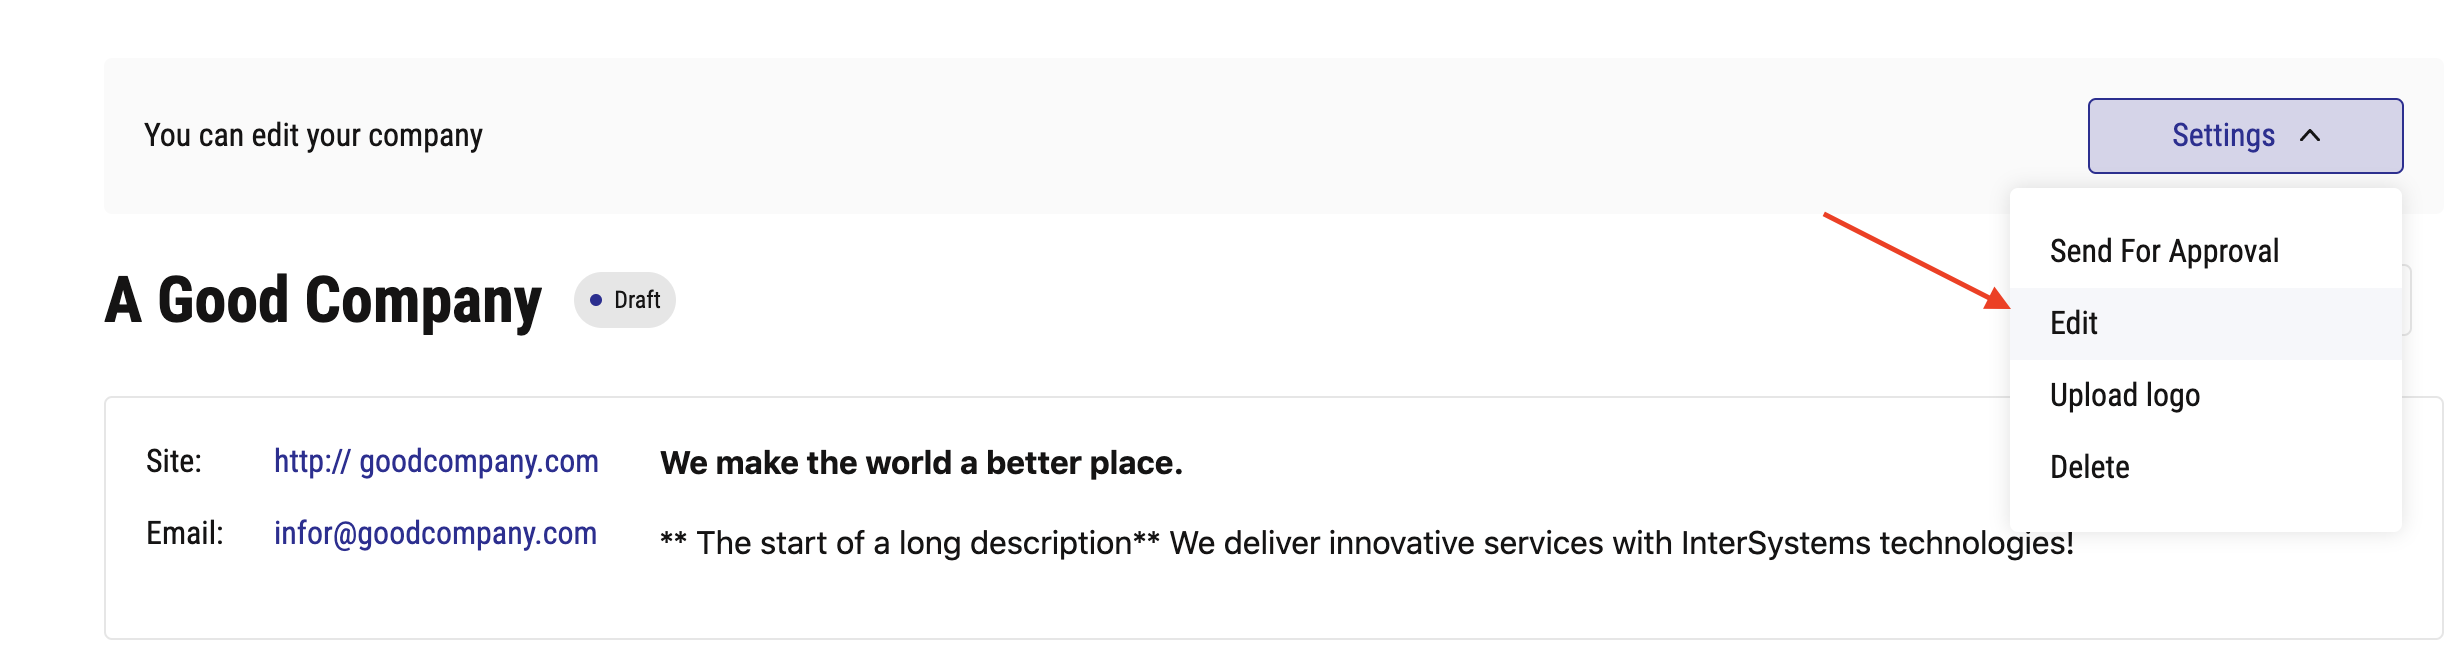 You can edit your company
Settings
Send For Approval
Edit
Upload logo
Delete
A Good Company
Draft
Site: http:// goodcompany.com
Email: infor@goodcompany.com
We make the world a better place.
** The start of a long description** We deliver innovative services with InterSystems technologies!